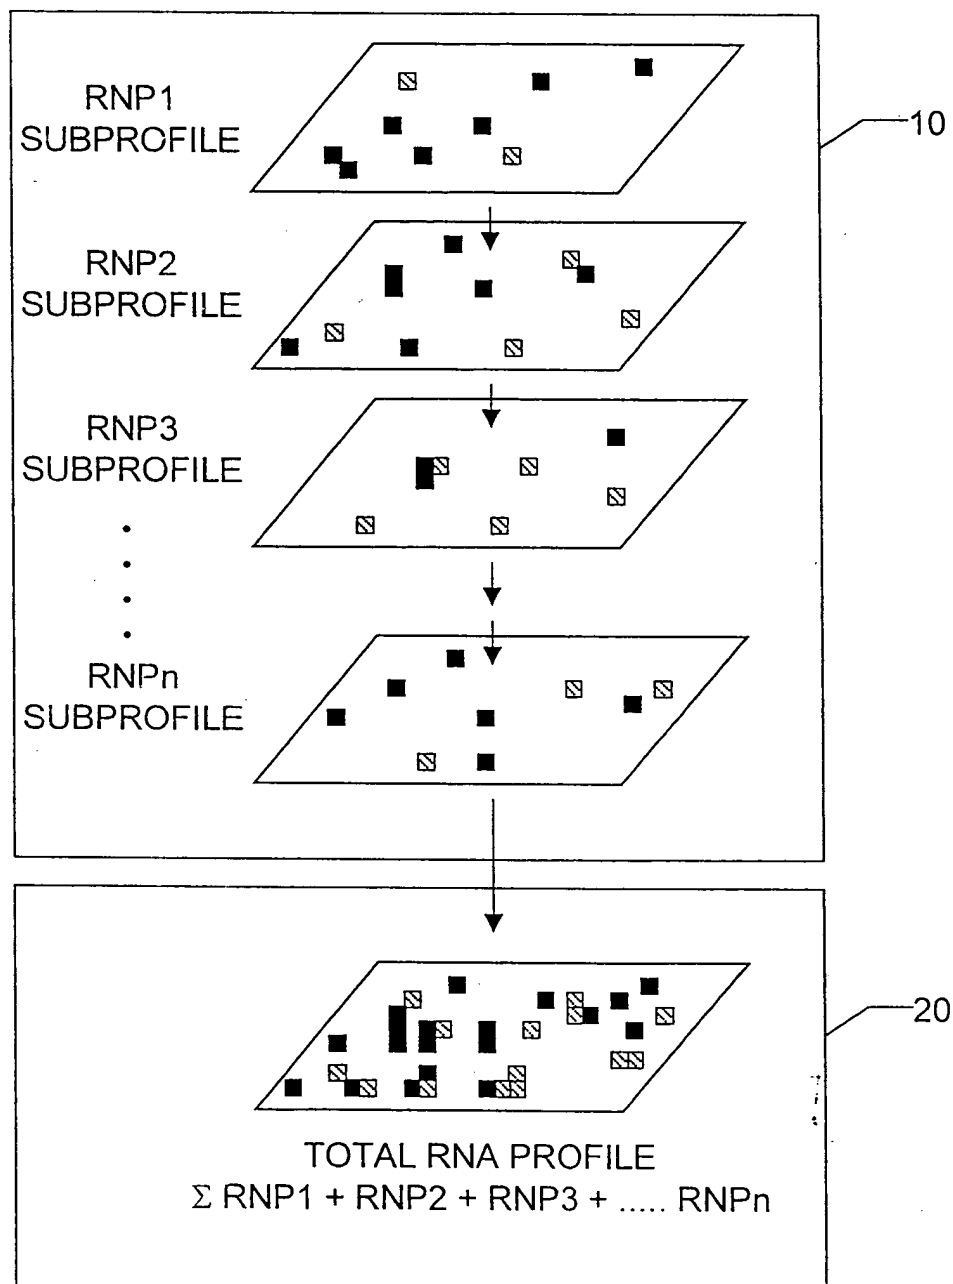 RNP1
SUBPROFILE
10
RNP2
SUBPROFILE
RNP3
SUBPROFILE
RNPn
SUBPROFILE
20
TOTAL RNA PROFILE
Σ RNP1 + RNP2 + RNP3 + ..... RNPn